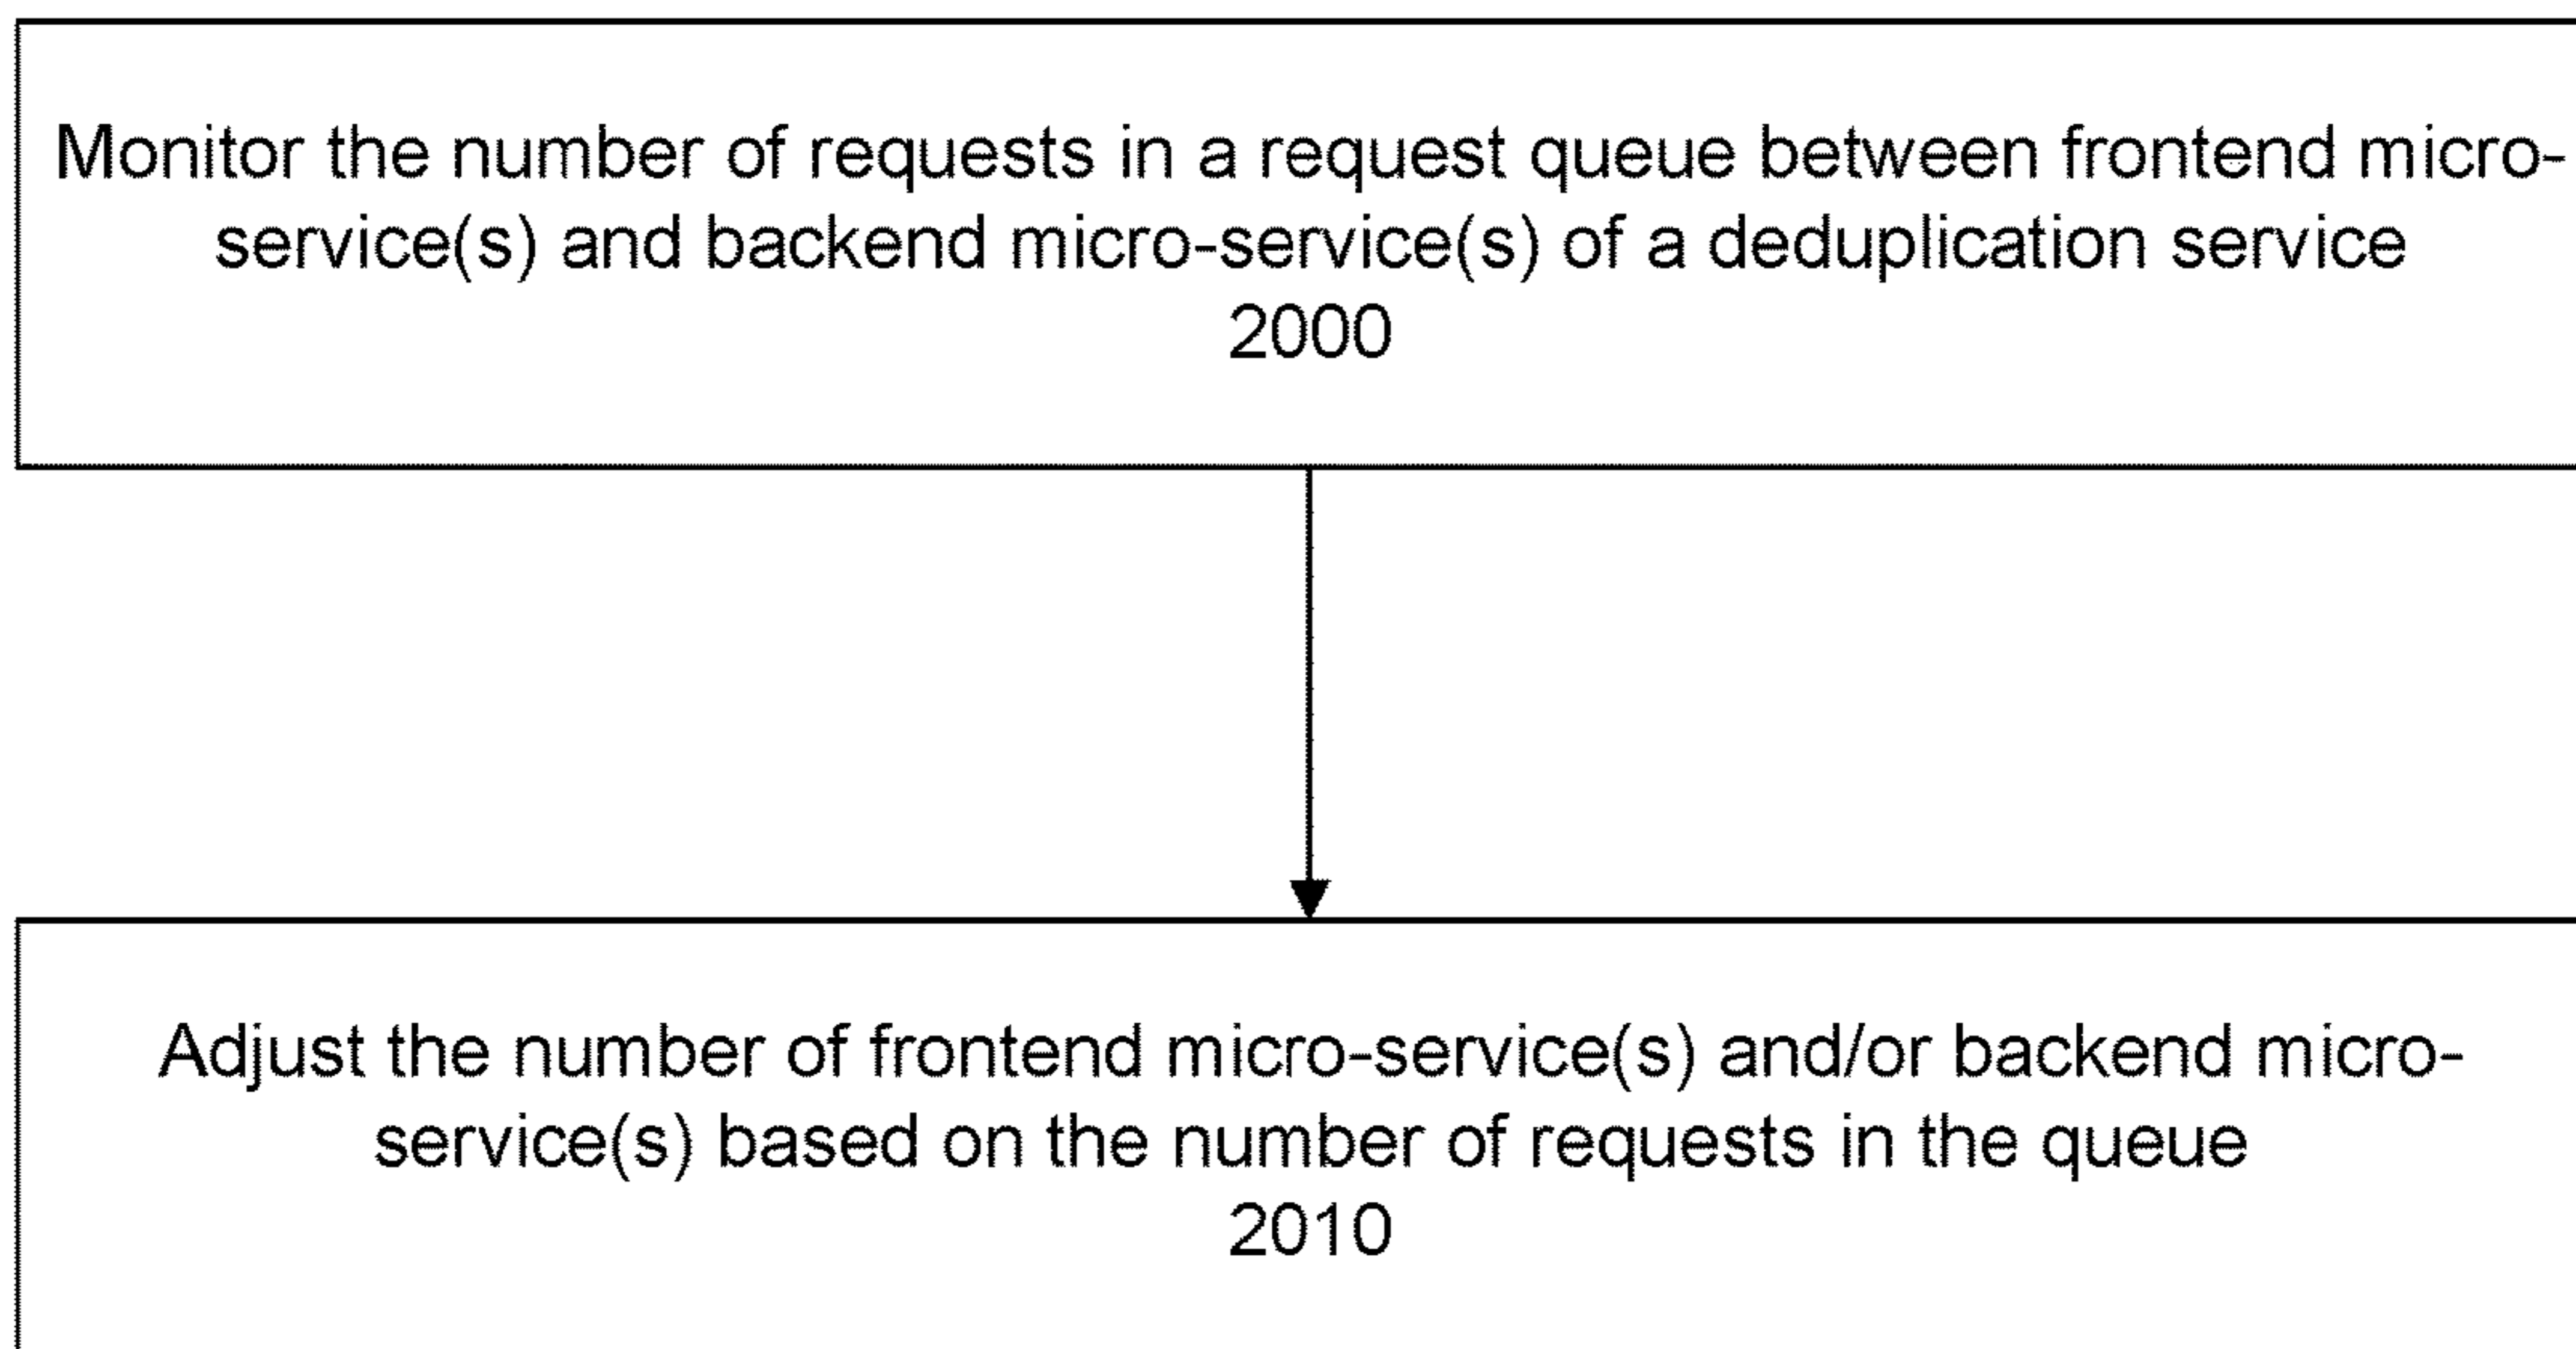 Monitor the number of requests in a request queue between frontend micro-
service(s) and backend micro-service(s) of a deduplication service
2000
Adjust the number of frontend micro-service(s) and/or backend micro-
service(s) based on the number of requests in the queue
2010